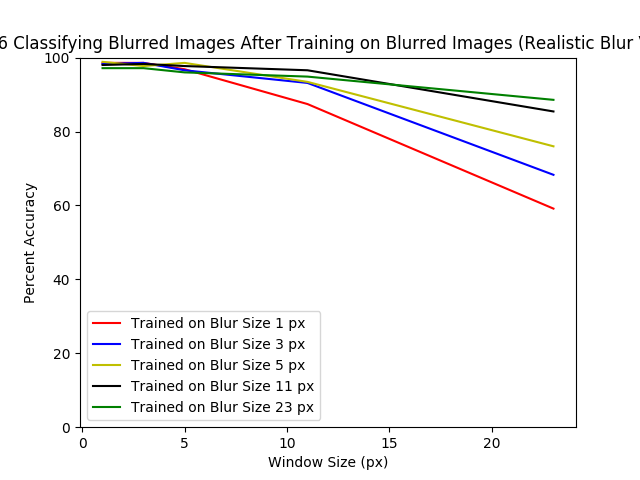 6 Classifying Blurred Images After Training on Blurred Images (Realistic Blur
100
80
60
40
20
0
Percent Accuracy
Trained on Blur Size 1 px
Trained on Blur Size 3 px
Trained on Blur Size 5 px
Trained on Blur Size 11 px
Trained on Blur Size 23 px
0 5 10 15 20
Window Size (px)